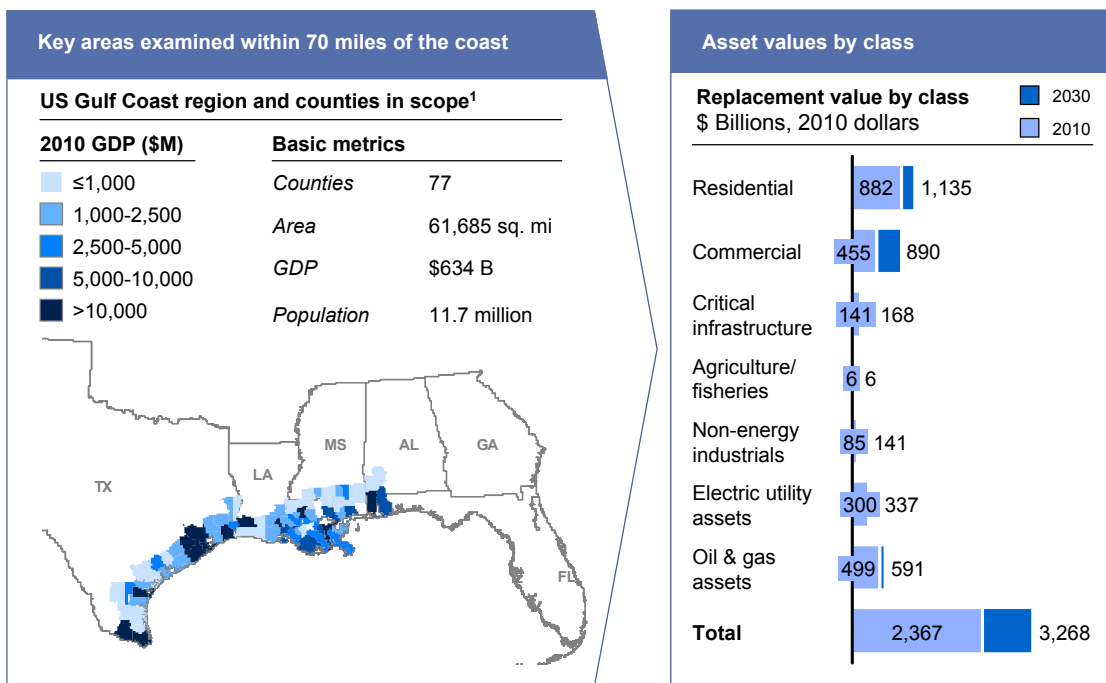 Key areas examined within 70 miles of the coast
US Gulf Coast region and counties in scope¹
2010 GDP ($M)
≤1,000
1,000-2,500
2,500-5,000
5,000-10,000
>10,000
Basic metrics
Counties 77
Area 61,685 sq. mi
GDP $634 B
Population 11.7 million
TX
LA
MS
AL
GA
FL
Asset values by class
Replacement value by class
$ Billions, 2010 dollars
2030
2010
Residential 882 1,135
Commercial 455 890
Critical
infrastructure 141 168
Agriculture/
fisheries 6 6
Non-energy
industrials 85 141
Electric utility
assets 300 337
Oil & gas
assets 499 591
Total 2,367 3,268